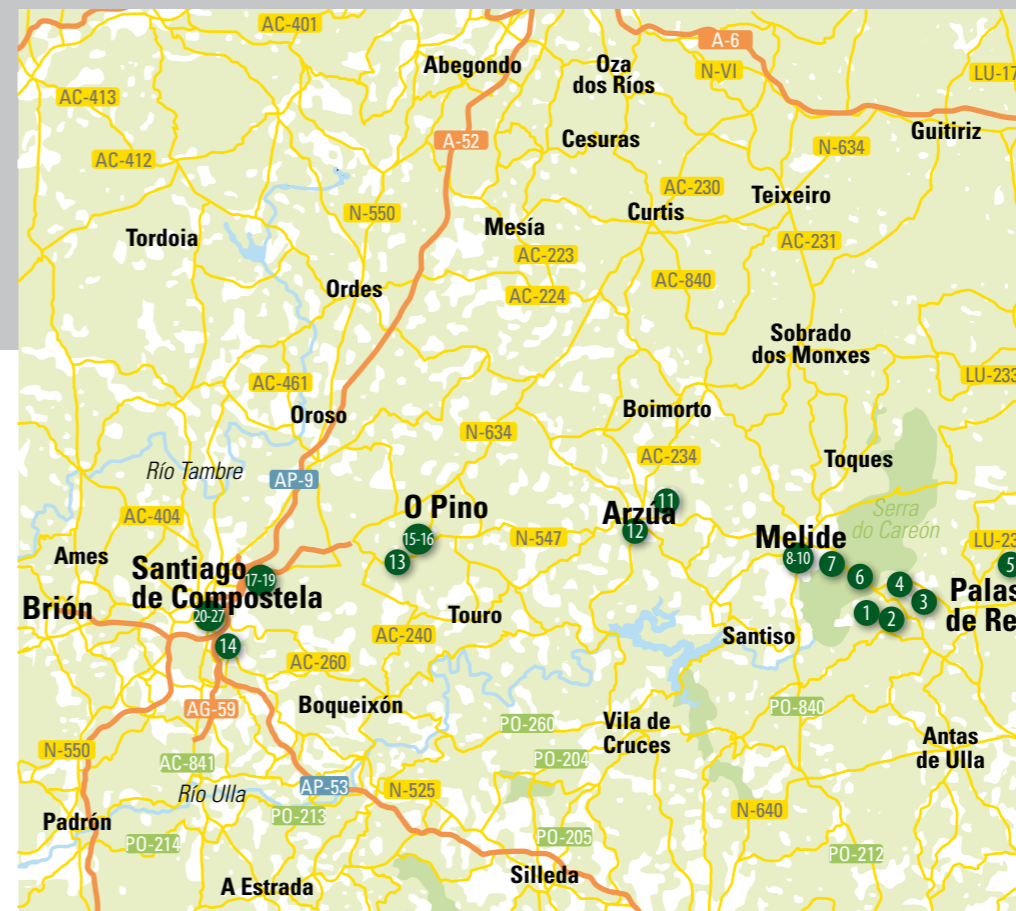 AC-401
A-6
Abegondo
Oza
dos Ríos
N-VI
LU-17
AC-413
Guitiriz
A-52
Cesuras
N-634
AC-412
AC-230
Teixeiro
N-550
Curtis
Mesía
Tordoia
AC-231
AC-223
AC-840
Ordes
AC-224
Sobrado
dos Monxes
LU-233
AC-461
Boimorto
Oroso
N-634
AC-234
Toques
Río Tambre
AP-9
11
O Pino
Serra
do Careón
AC-404
Arzúa
12
15-16
N-547
Melide
LU-23
Ames
13
8-10
7
5
Santiago
de Compostela
17-19
6
4
Palas
de Re
Brión
20-27
Touro
1
2
3
AC-240
Santiso
14
AC-260
AG-59
Boqueixón
PO-840
PO-260
Vila de
Cruces
Antas
de Ulla
N-550
AC-841
PO-204
AP-53
N-525
Río Ulla
PO-213
N-640
Padrón
PO-205
PO-214
PO-212
Silleda
A Estrada